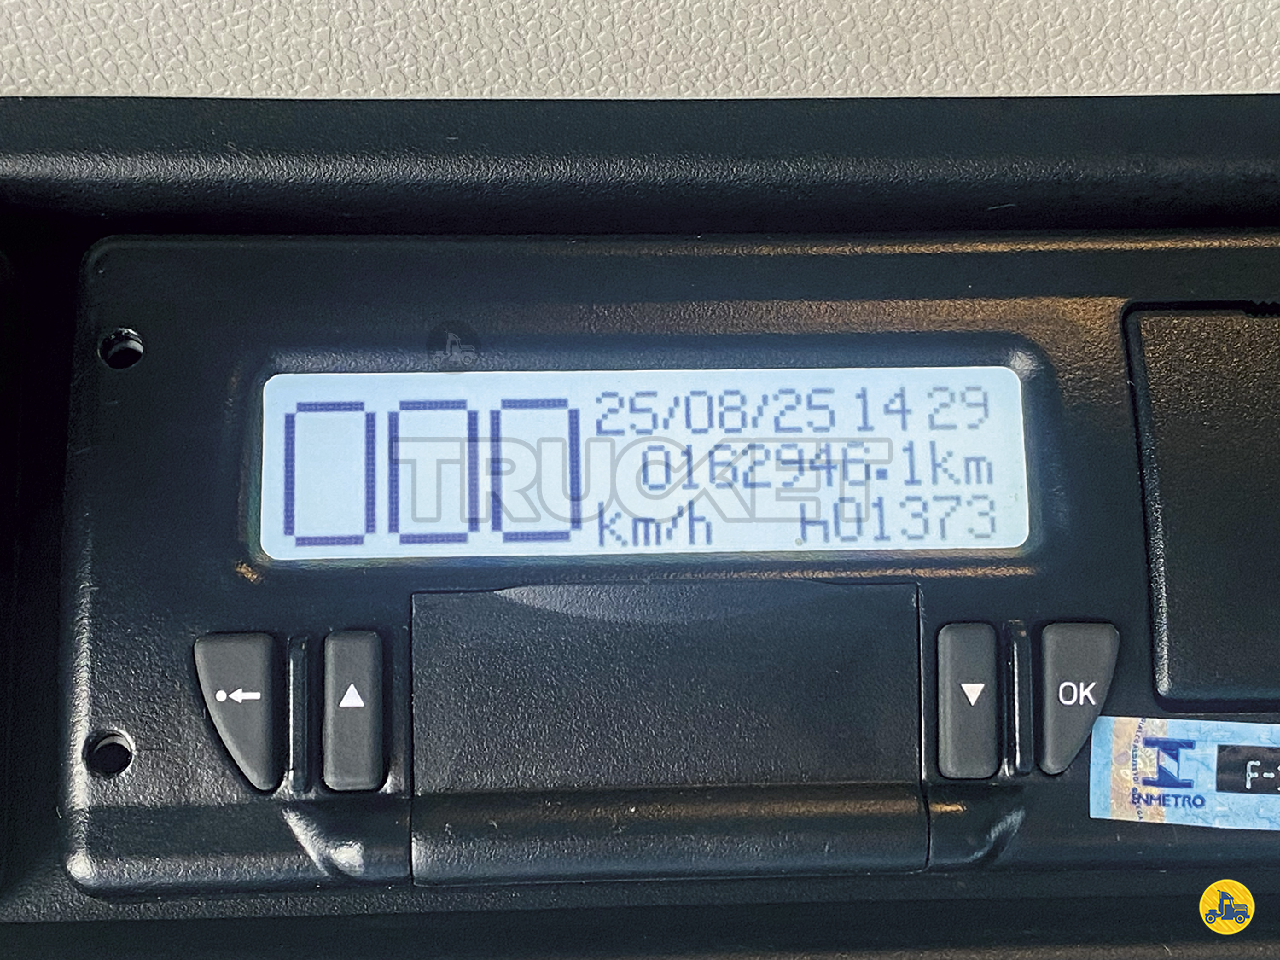 000
25/08/25 14 29
0162946.1km
km/h h01373
TRUCKET
OK
INMETRO